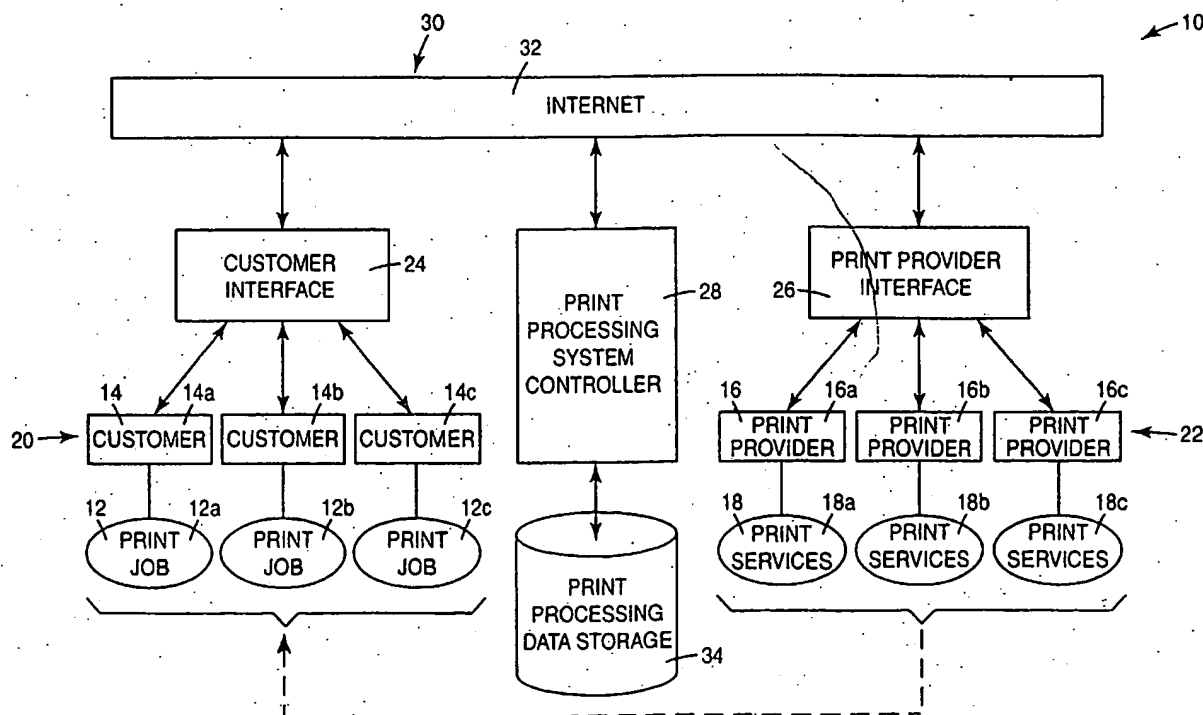 30
10
32
INTERNET
CUSTOMER
INTERFACE
24
PRINT
PROCESSING
SYSTEM
CONTROLLER
28
PRINT PROVIDER
INTERFACE
26
20
14
14a
14b
14c
CUSTOMER
CUSTOMER
CUSTOMER
16
16a
16b
16c
PRINT
PROVIDER
PRINT
PROVIDER
PRINT
PROVIDER
22
12
12a
12b
12c
PRINT
JOB
PRINT
JOB
PRINT
JOB
PRINT
PROCESSING
DATA STORAGE
34
18
18a
18b
18c
PRINT
SERVICES
PRINT
SERVICES
PRINT
SERVICES